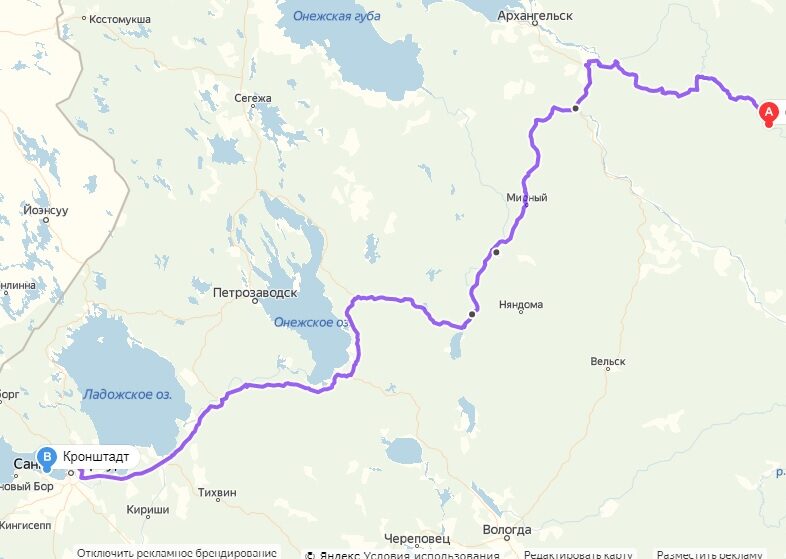 Онежская губа
Архангельск
Костомукша
Сегежа
А
Йоэнсуу
Мирный
Петрозаводск
Няндома
Онежское оз.
Вельск
Ладожское оз.
В
Кронштадт
Тихвин
Кириши
Кингисепп
Череповец
Вологда
Отключить рекламное брендирование
© Яндекс Условия использования
Редактировать карту
Разместить рекламу